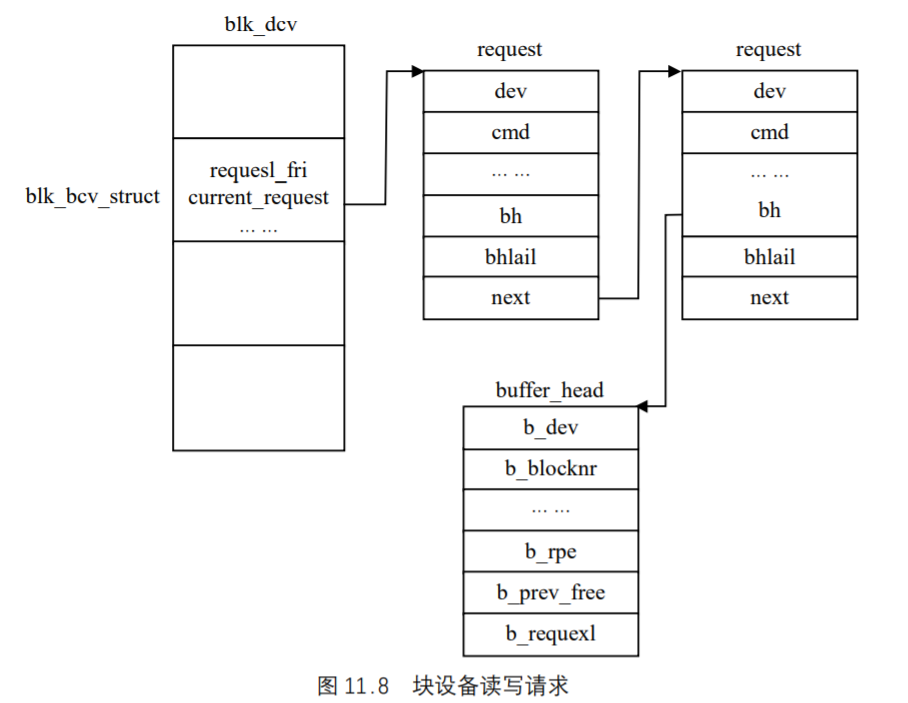 blk_dcv
blk_bcv_struct
requesl_fri
current_request
... ...
request
dev
cmd
... ...
bh
bhlail
next
request
dev
cmd
... ...
bh
bhlail
next
buffer_head
b_dev
b_blocknr
... ...
b_rpe
b_prev_free
b_requexl
图 11.8 块设备读写请求